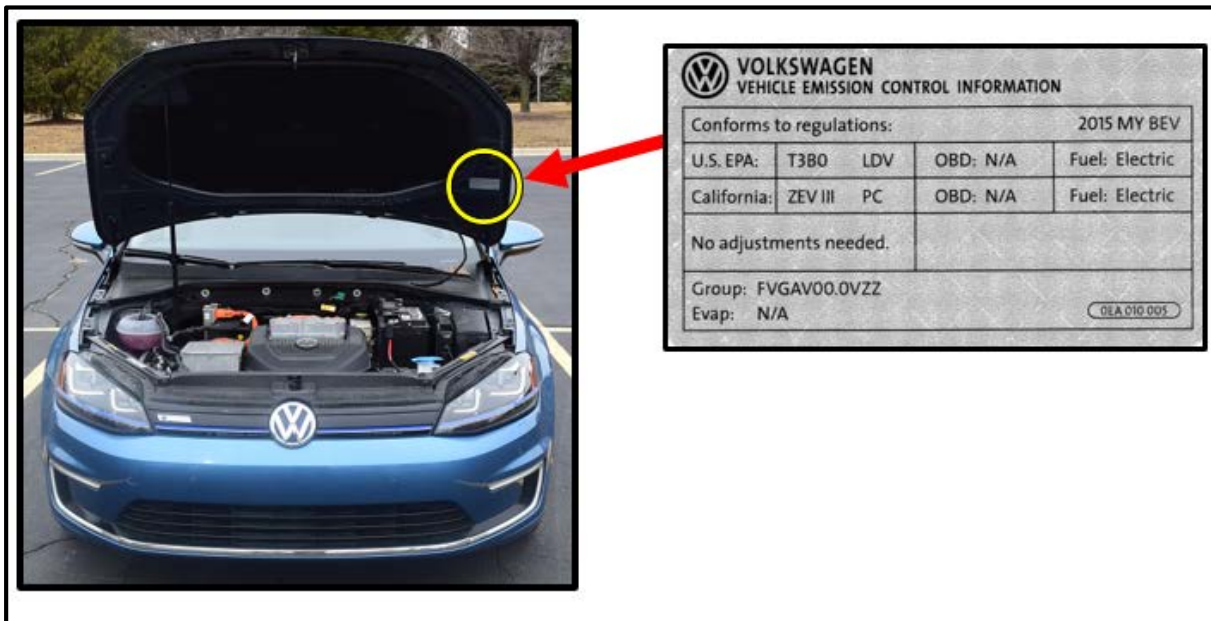 VOLKSWAGEN
VEHICLE EMISSION CONTROL INFORMATION
Conforms to regulations: 2015 MY BEV
U.S. EPA: T3B0 LDV OBD: N/A Fuel: Electric
California: ZEV III PC OBD: N/A Fuel: Electric
No adjustments needed.
Group: FVGAV00.0VZZ
Evap: N/A 0EA 010 005